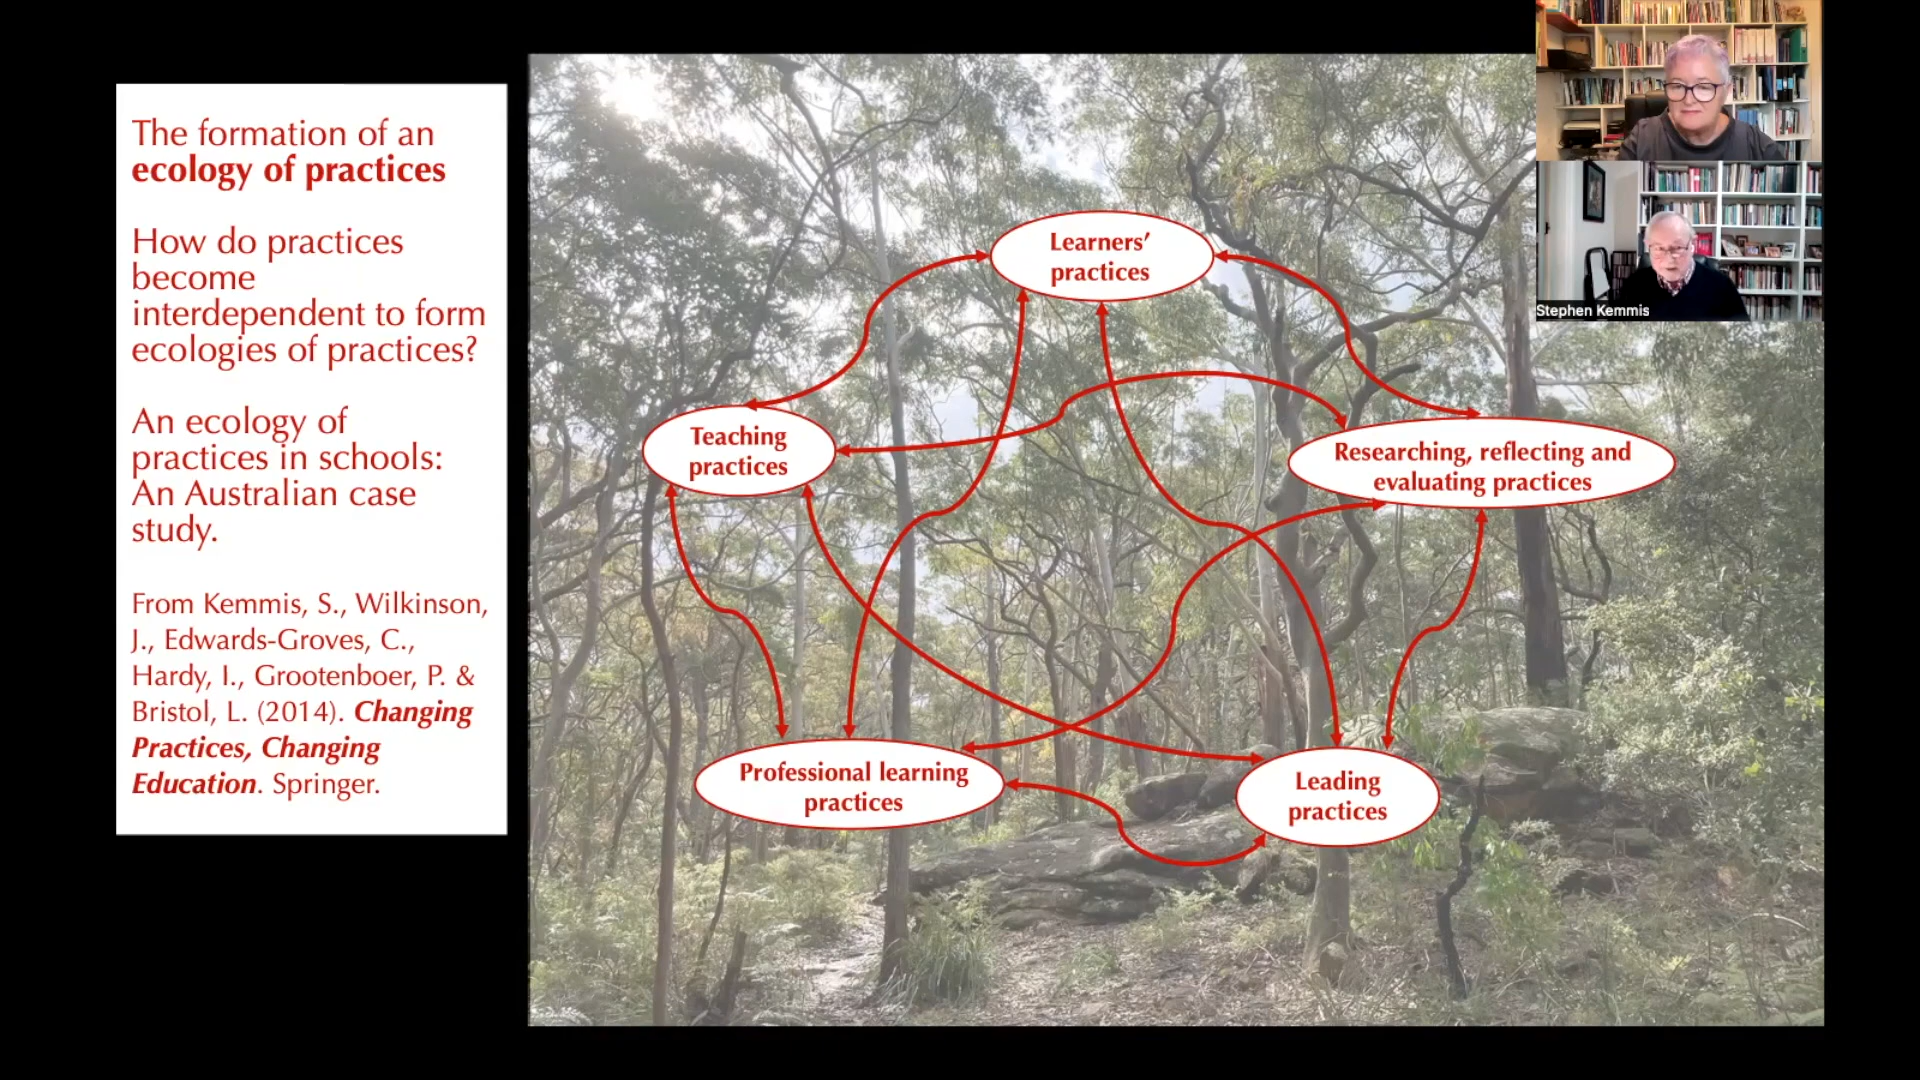 The formation of an
ecology of practices
How do practices
become
interdependent to form
ecologies of practices?
An ecology of
practices in schools:
An Australian case
study.
From Kemmis, S., Wilkinson,
J., Edwards-Groves, C.,
Hardy, I., Grootenboer, P. &
Bristol, L. (2014). Changing
Practices, Changing
Education. Springer.
Learners’
practices
Teaching
practices
Researching, reflecting and
evaluating practices
Professional learning
practices
Leading
practices
Stephen Kemmis